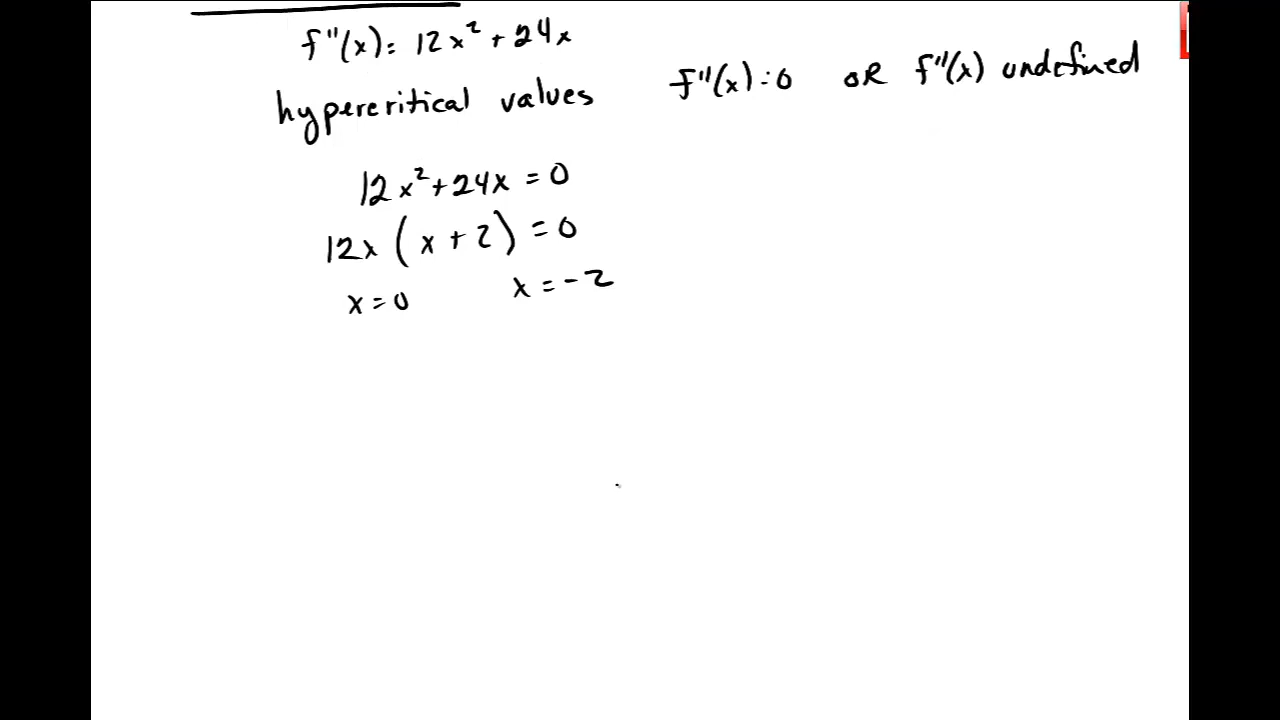 f''(x) = 12x² + 24x
hypercritical values f''(x) = 0 OR f''(x) undefined
12x² + 24x = 0
12x (x + 2) = 0
x = 0 x = -2